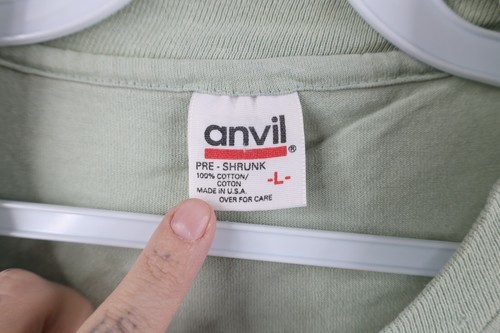 anvil®
PRE - SHRUNK
100% COTTON/
COTON
-L-
MADE IN U.S.A.
OVER FOR CARE